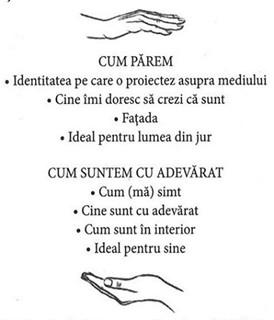 CUM PĂREM
• Identitatea pe care o proiectez asupra mediului
• Cine îmi doresc să crezi că sunt
• Fațada
• Ideal pentru lumea din jur
CUM SUNTEM CU ADEVĂRAT
• Cum (mă) simt
• Cine sunt cu adevărat
• Cum sunt în interior
• Ideal pentru sine